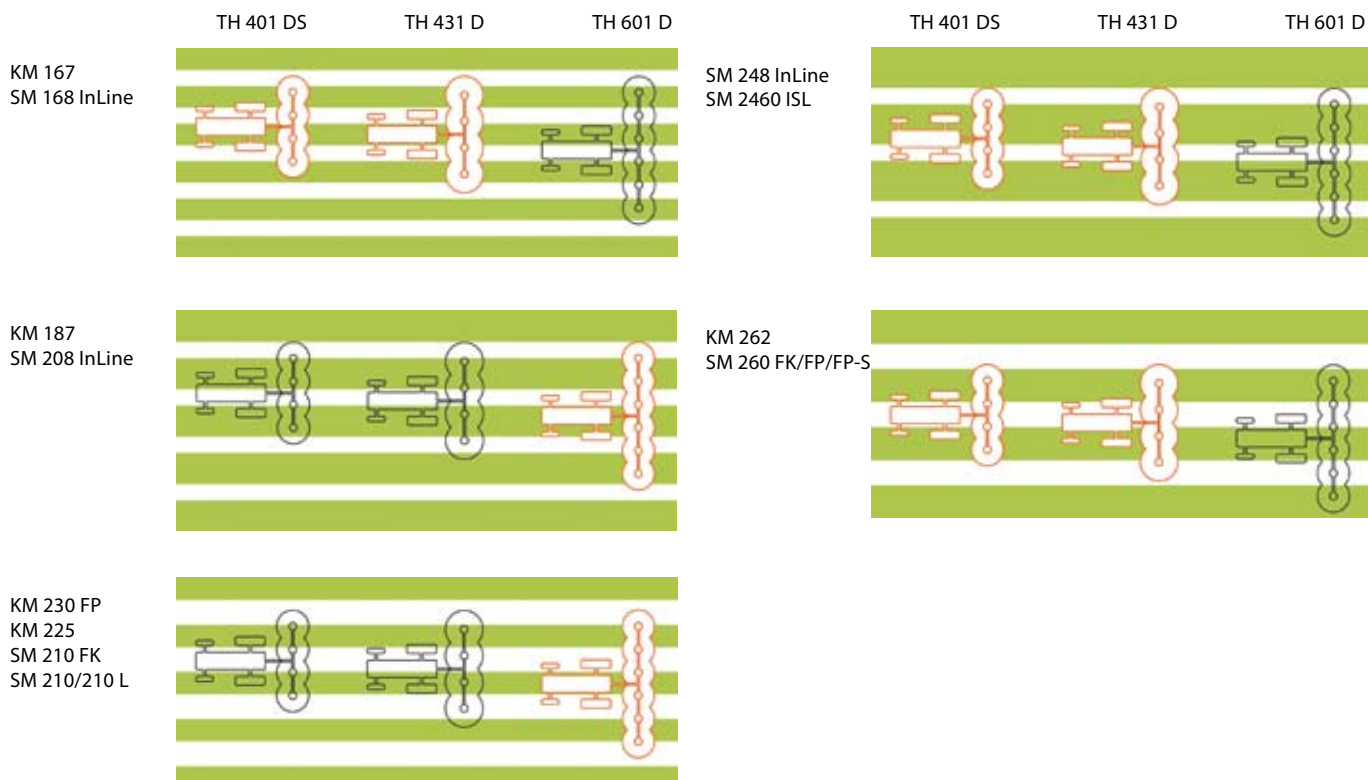 TH 401 DS TH 431 D TH 601 D
KM 167
SM 168 InLine
KM 187
SM 208 InLine
KM 230 FP
KM 225
SM 210 FK
SM 210/210 L
TH 401 DS TH 431 D TH 601 D
SM 248 InLine
SM 2460 ISL
KM 262
SM 260 FK/FP/FP-S